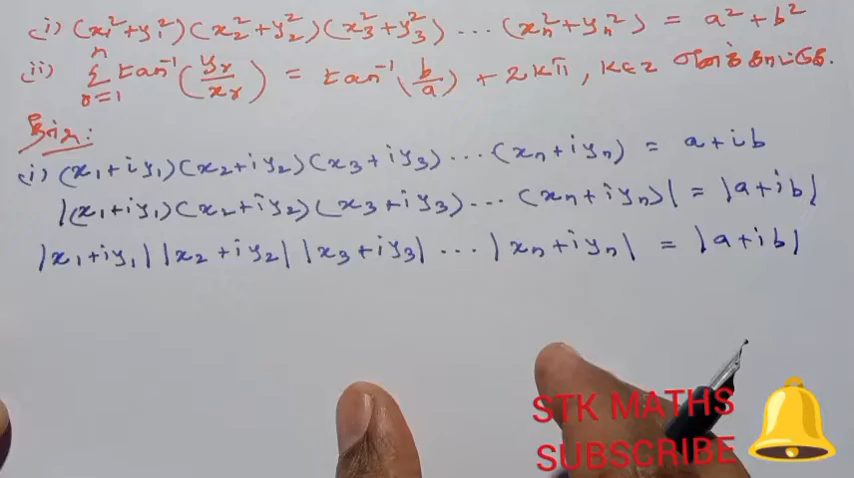 (i) (x₁²+y₁²)(x₂²+y₂²)(x₃²+y₃²)...(xₙ²+yₙ²) = a²+b²
(ii) Σⁿᵣ₌₁ tan⁻¹(yᵣ/xᵣ) = tan⁻¹(b/a) + 2kπ, k∈z எனக் காட்டுக.
தீர்வு:
(i) (x₁+iy₁)(x₂+iy₂)(x₃+iy₃)...(xₙ+iyₙ) = a+ib
|(x₁+iy₁)(x₂+iy₂)(x₃+iy₃)...(xₙ+iyₙ)| = |a+ib|
|x₁+iy₁||x₂+iy₂||x₃+iy₃|...|xₙ+iyₙ| = |a+ib|
STK MATHS
SUBSCRIBE